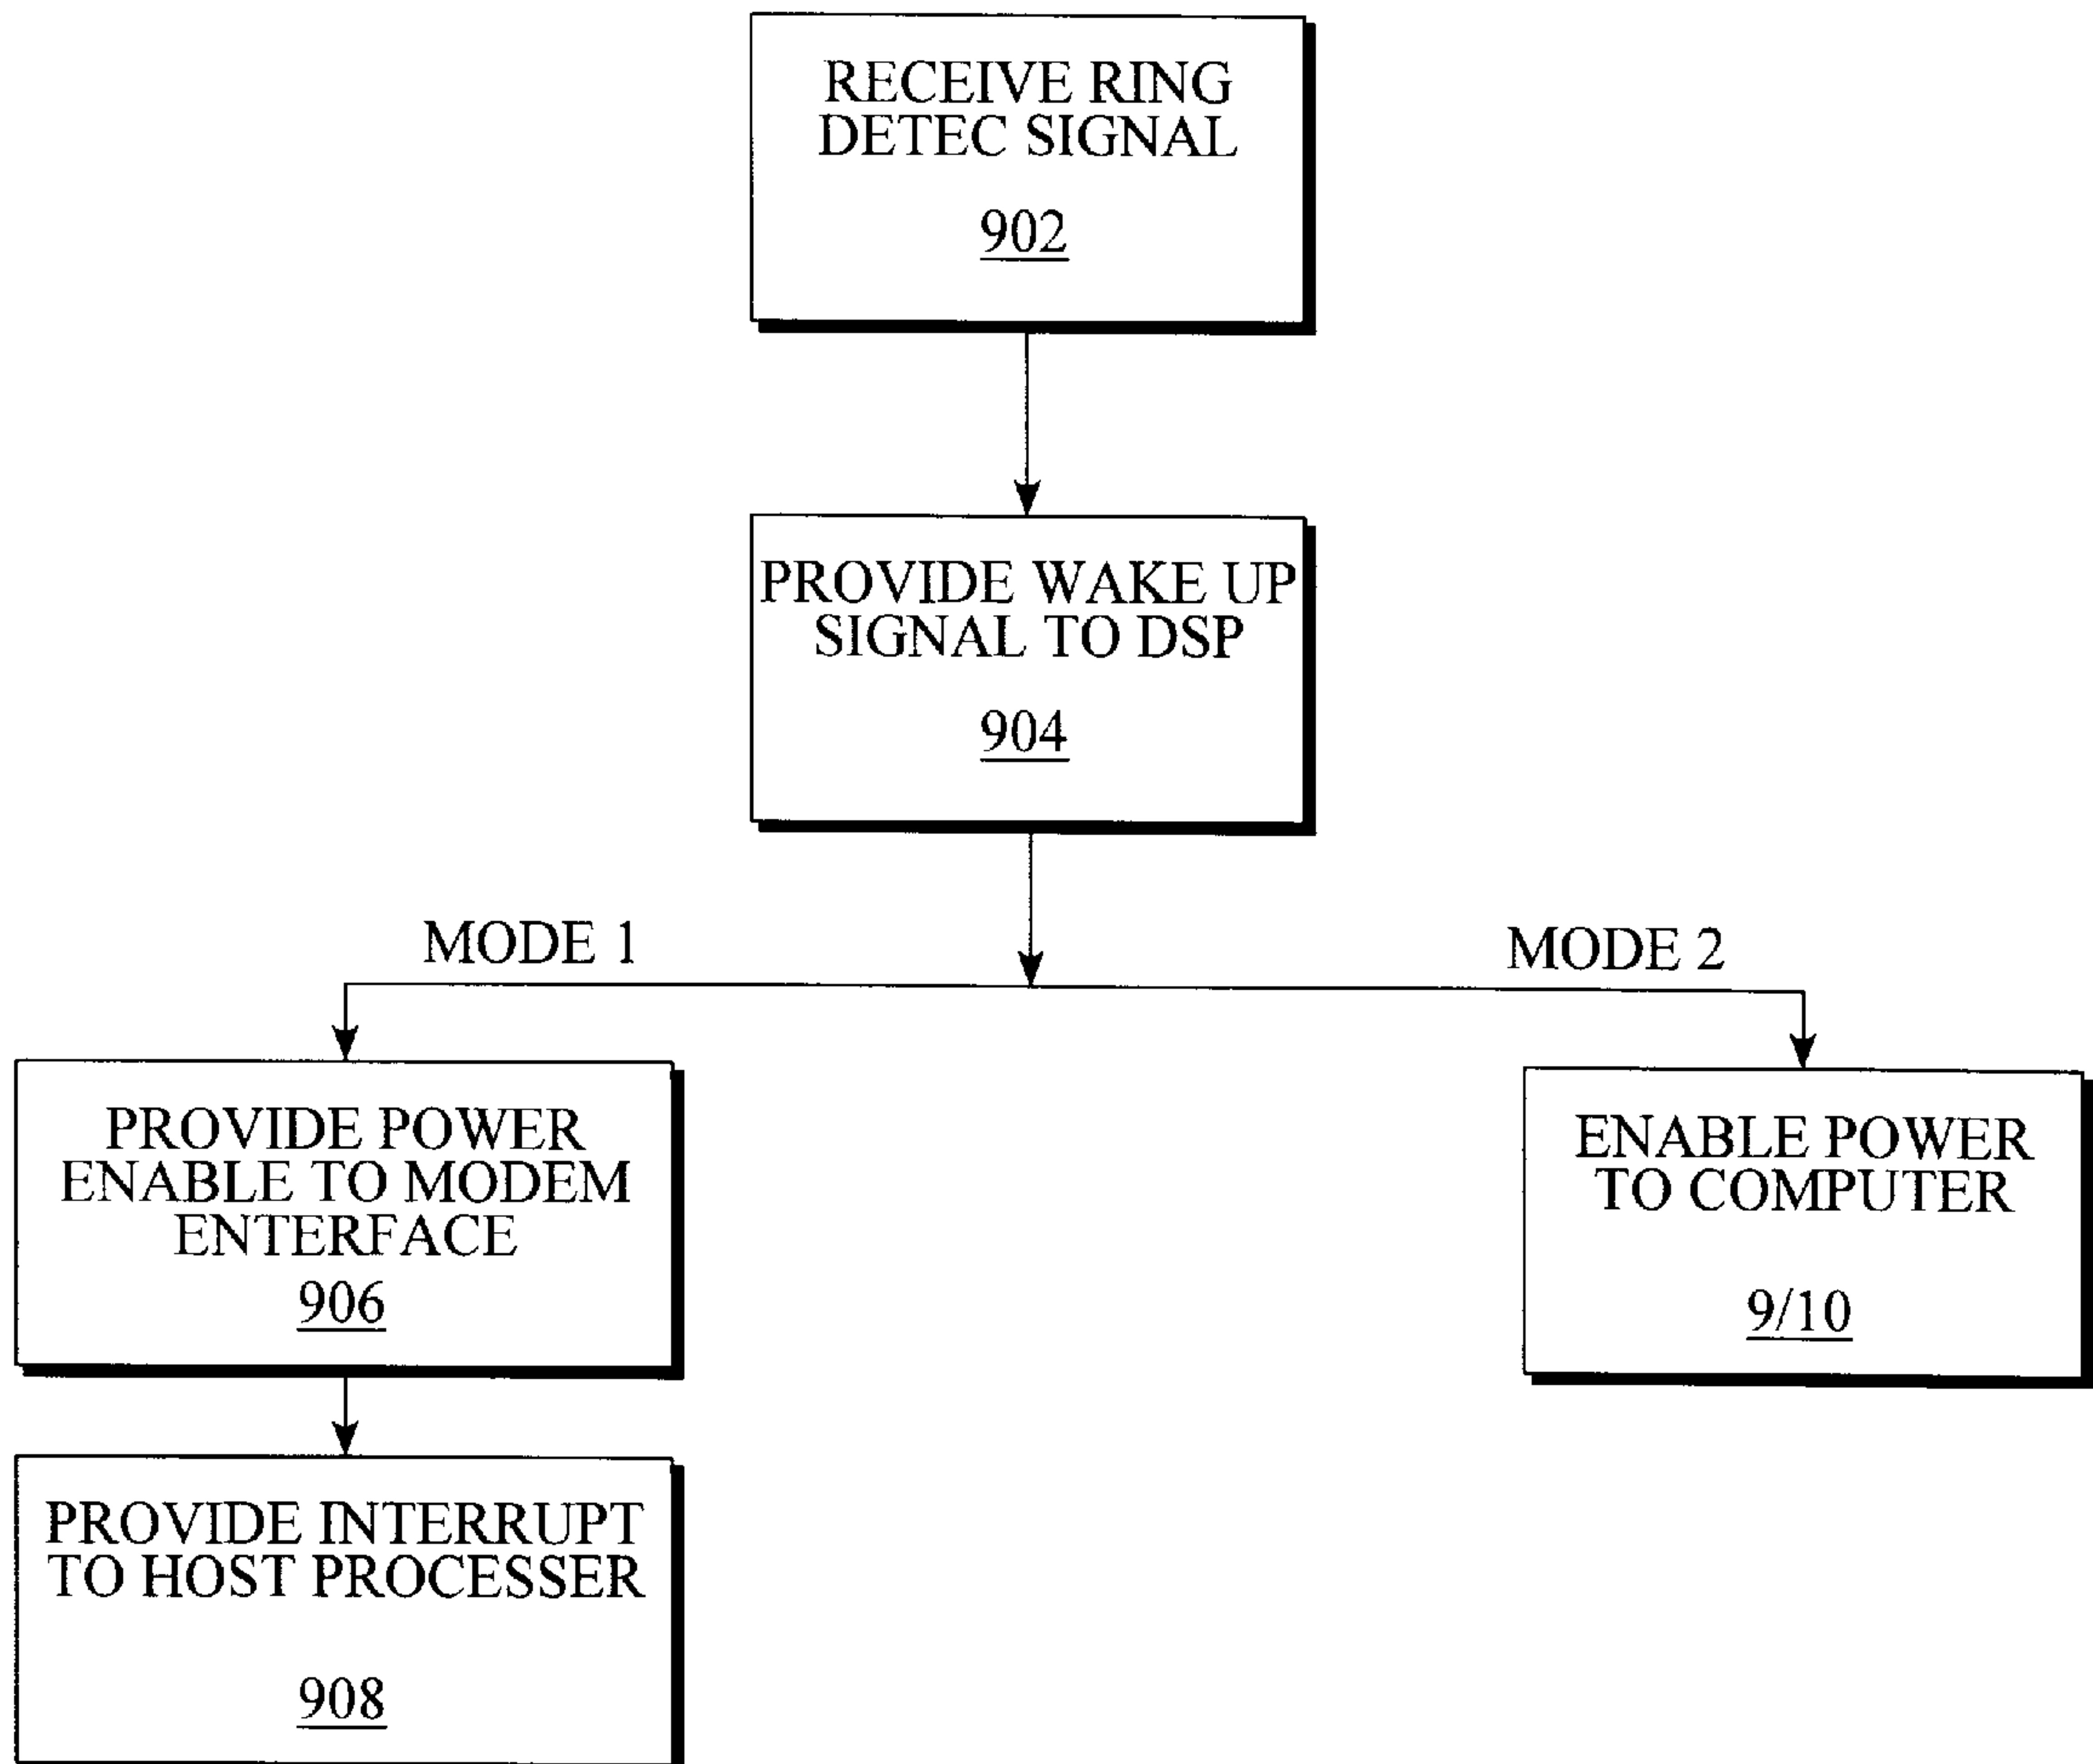 RECEIVE RING
DETEC SIGNAL
902
PROVIDE WAKE UP
SIGNAL TO DSP
904
MODE 1
MODE 2
PROVIDE POWER
ENABLE TO MODEM
ENTERFACE
906
ENABLE POWER
TO COMPUTER
9/10
PROVIDE INTERRUPT
TO HOST PROCESSER
908